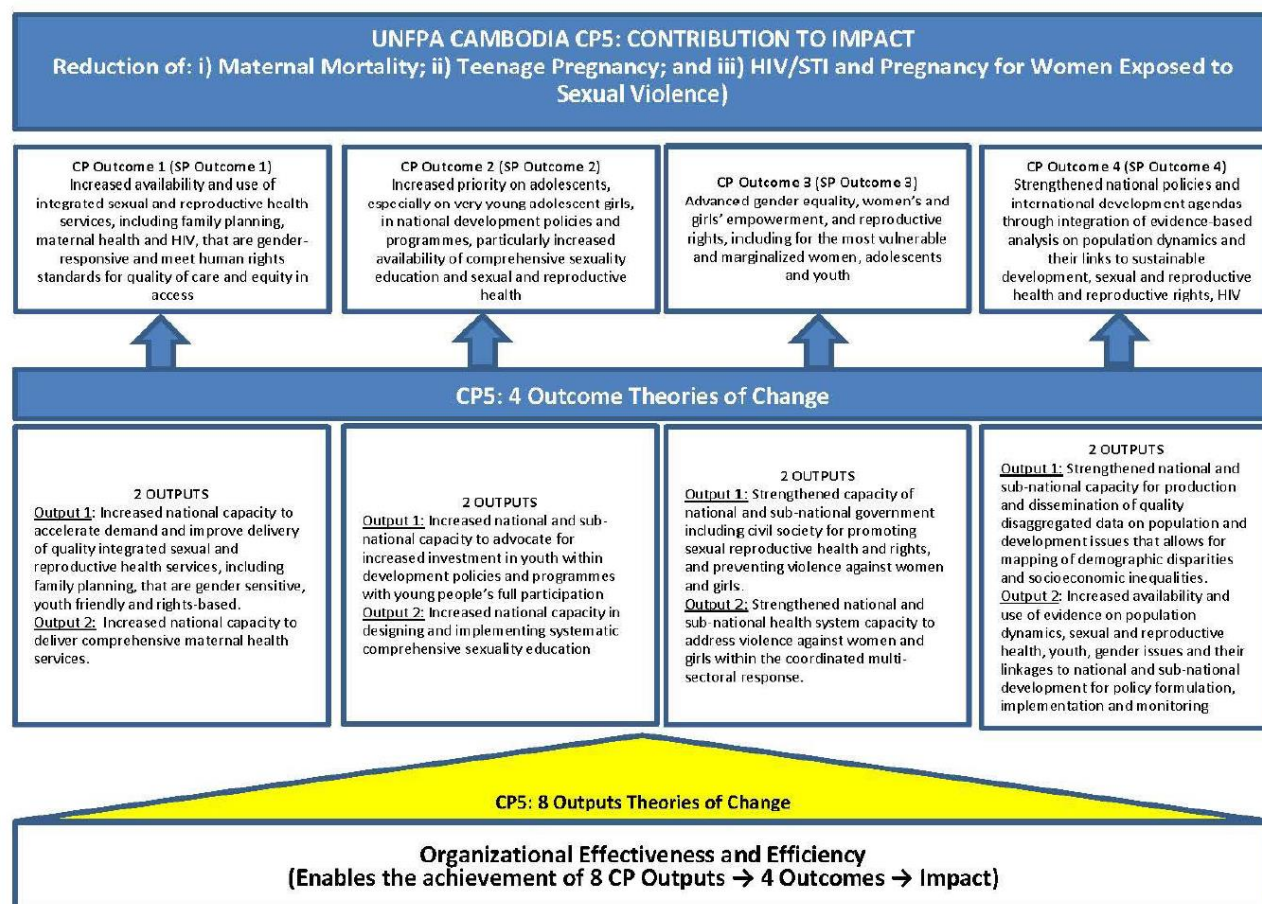 UNFPA CAMBODIA CP5: CONTRIBUTION TO IMPACT
Reduction of: i) Maternal Mortality; ii) Teenage Pregnancy; and iii) HIV/STI and Pregnancy for Women Exposed to
Sexual Violence)
CP Outcome 1 (SP Outcome 1)
Increased availability and use of
integrated sexual and reproductive health
services, including family planning,
maternal health and HIV, that are gender-
responsive and meet human rights
standards for quality of care and equity in
access
CP Outcome 2 (SP Outcome 2)
Increased priority on adolescents,
especially on very young adolescent girls,
in national development policies and
programmes, particularly increased
availability of comprehensive sexuality
education and sexual and reproductive
health
CP Outcome 3 (SP Outcome 3)
Advanced gender equality, women's and
girls' empowerment, and reproductive
rights, including for the most vulnerable
and marginalized women, adolescents
and youth
CP Outcome 4 (SP Outcome 4)
Strengthened national policies and
international development agendas
through integration of evidence-based
analysis on population dynamics and
their links to sustainable
development, sexual and reproductive
health and reproductive rights, HIV
CP5: 4 Outcome Theories of Change
2 OUTPUTS
Output 1: Increased national capacity to
accelerate demand and improve delivery
of quality integrated sexual and
reproductive health services, including
family planning, that are gender sensitive,
youth friendly and rights-based.
Output 2: Increased national capacity to
deliver comprehensive maternal health
services.
2 OUTPUTS
Output 1: Increased national and sub-
national capacity to advocate for
increased investment in youth within
development policies and programmes
with young people's full participation
Output 2: Increased national capacity in
designing and implementing systematic
comprehensive sexuality education
2 OUTPUTS
Output 1: Strengthened capacity of
national and sub-national government
including civil society for promoting
sexual reproductive health and rights,
and preventing violence against women
and girls.
Output 2: Strengthened national and
sub-national health system capacity to
address violence against women and
girls within the coordinated multi-
sectoral response.
2 OUTPUTS
Output 1: Strengthened national and
sub-national capacity for production
and dissemination of quality
disaggregated data on population and
development issues that allows for
mapping of demographic disparities
and socioeconomic inequalities.
Output 2: Increased availability and
use of evidence on population
dynamics, sexual and reproductive
health, youth, gender issues and their
linkages to national and sub-national
development for policy formulation,
implementation and monitoring
CP5: 8 Outputs Theories of Change
Organizational Effectiveness and Efficiency
(Enables the achievement of 8 CP Outputs → 4 Outcomes → Impact)